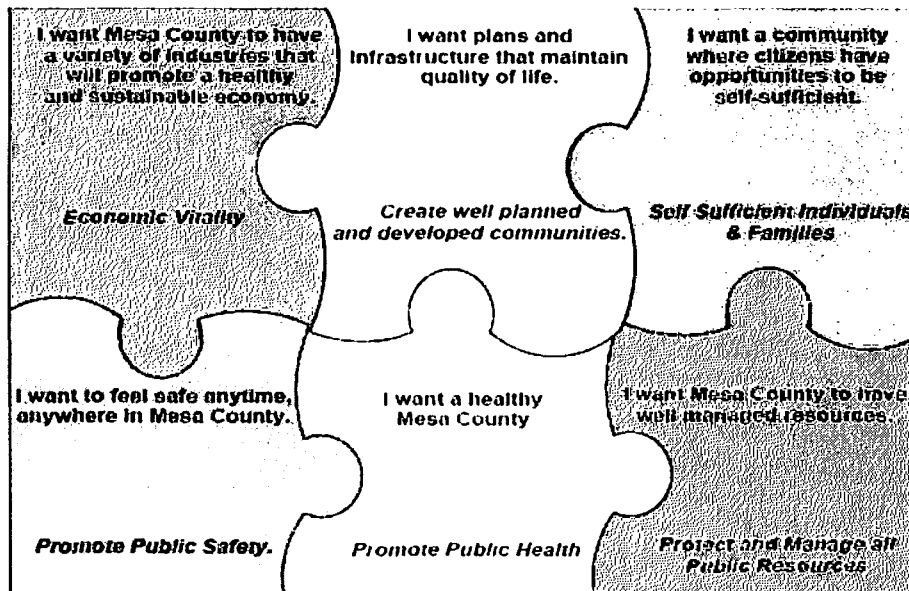 I want Mesa County to have
a variety of industries that
will promote a healthy
and sustainable economy.
Economic Vitality
I want plans and
Infrastructure that maintain
quality of life.
Create well planned
and developed communities.
I want a community
where citizens have
opportunities to be
self-sufficient.
Self Sufficient Individuals
& Families
I want to feel safe anytime,
anywhere in Mesa County.
Promote Public Safety.
I want a healthy
Mesa County
Promote Public Health
I want Mesa County to have
well managed resources.
Protect and Manage all
Public Resources